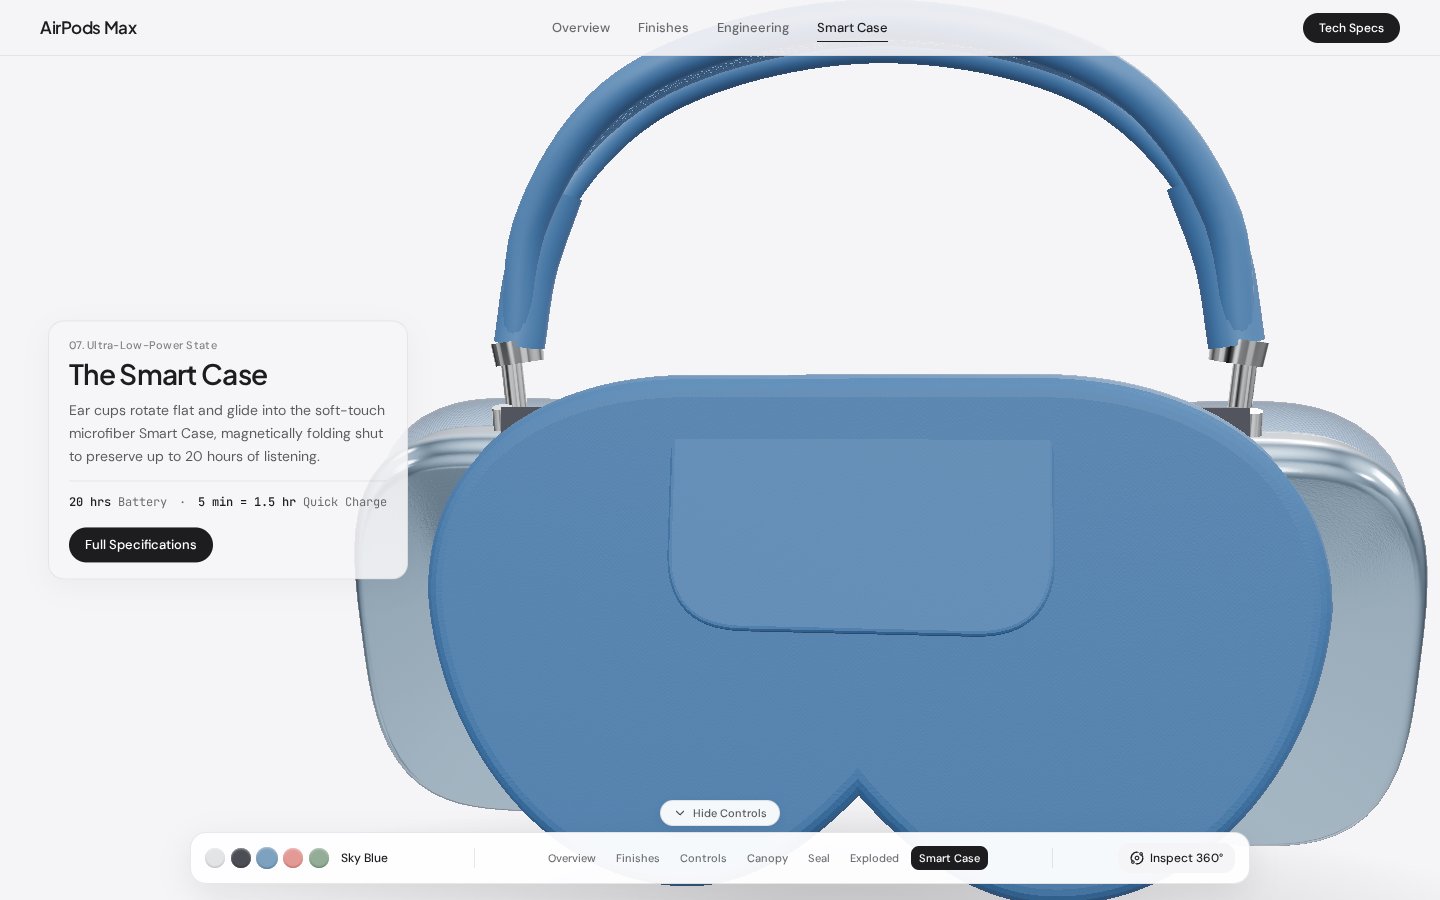 AirPods Max
Overview
Finishes
Engineering
Smart Case
Tech Specs
07. Ultra-Low-Power State
The Smart Case
Ear cups rotate flat and glide into the soft-touch
microfiber Smart Case, magnetically folding shut
to preserve up to 20 hours of listening.
20 hrs Battery · 5 min = 1.5 hr Quick Charge
Full Specifications
Hide Controls
Sky Blue
Overview
Finishes
Controls
Canopy
Seal
Exploded
Smart Case
Inspect 360°